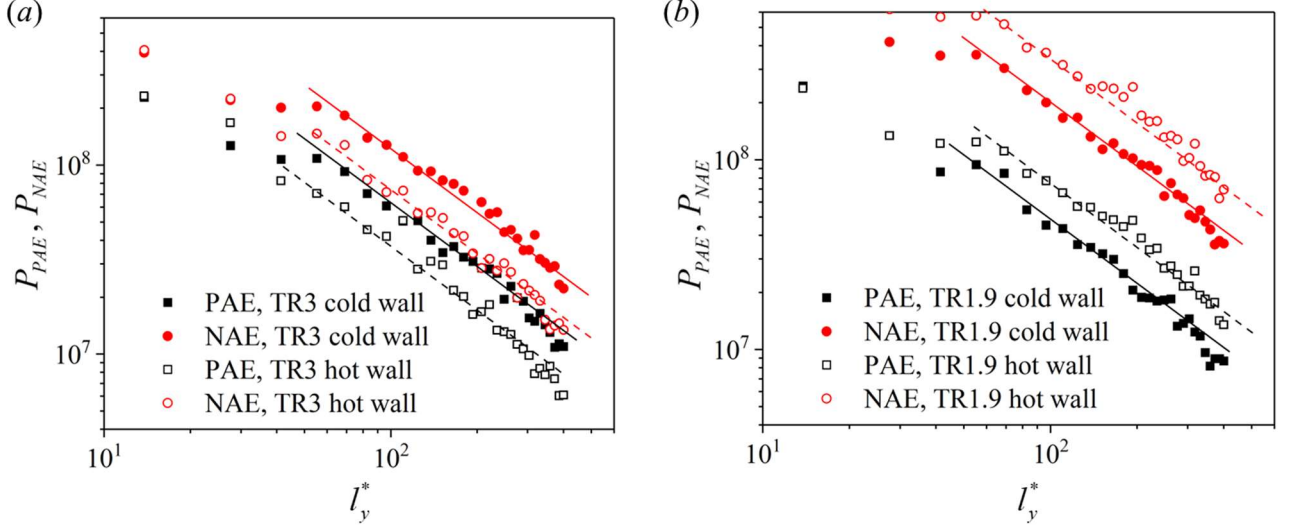 (a)
P_PAE, P_NAE
10^8
10^7
PAE, TR3 cold wall
NAE, TR3 cold wall
PAE, TR3 hot wall
NAE, TR3 hot wall
10^1
10^2
l_y^*
(b)
P_PAE, P_NAE
10^8
10^7
PAE, TR1.9 cold wall
NAE, TR1.9 cold wall
PAE, TR1.9 hot wall
NAE, TR1.9 hot wall
10^1
10^2
l_y^*